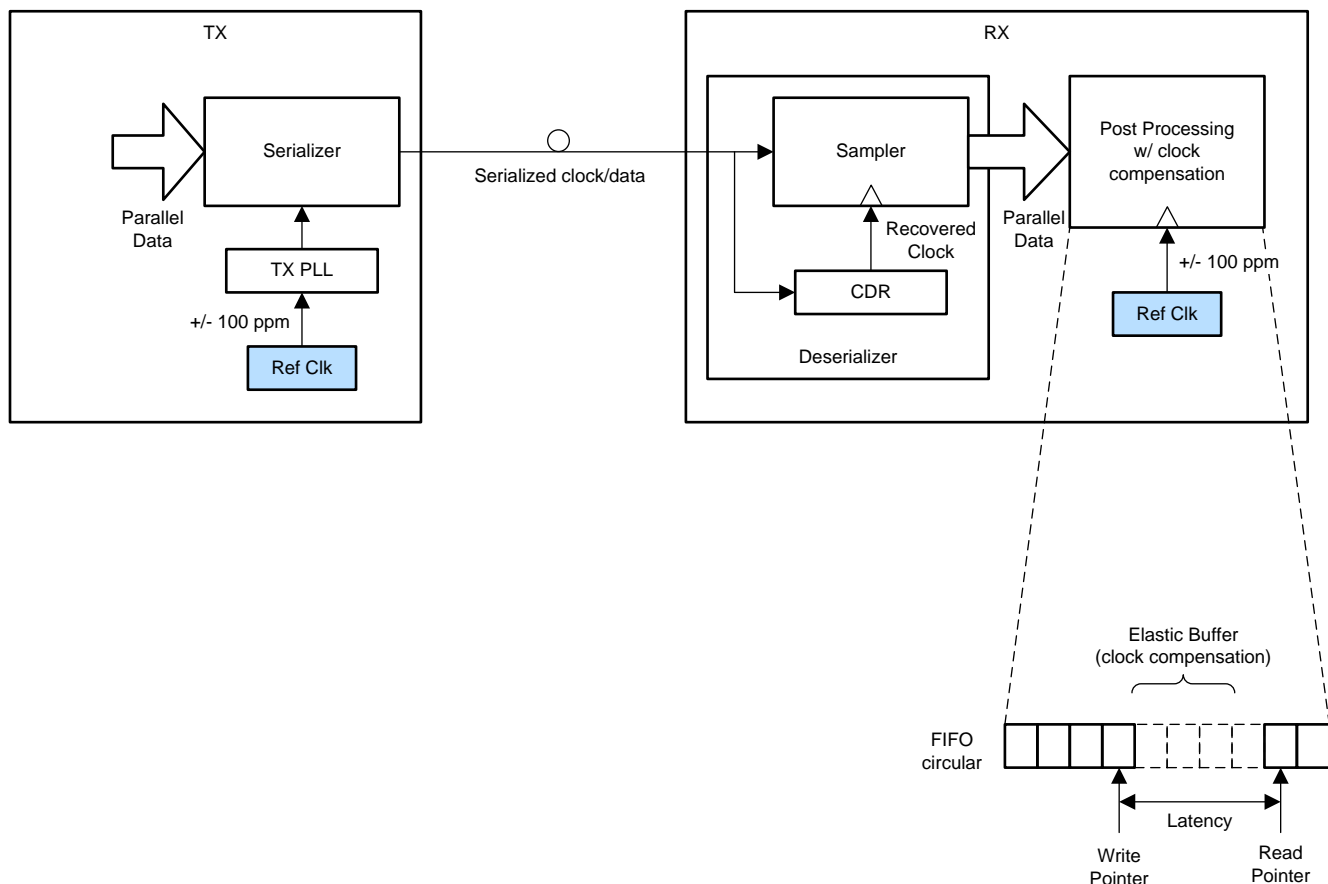 TX
RX
Serializer
Parallel
Data
TX PLL
+/- 100 ppm
Ref Clk
Serialized clock/data
Sampler
Recovered
Clock
CDR
Deserializer
Parallel
Data
Post Processing
w/ clock
compensation
+/- 100 ppm
Ref Clk
Elastic Buffer
(clock compensation)
FIFO
circular
Latency
Write
Pointer
Read
Pointer